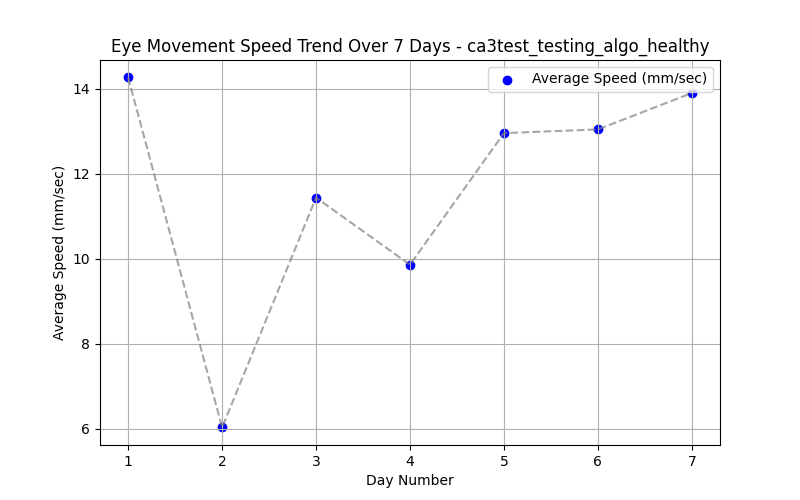 Eye Movement Speed Trend Over 7 Days - ca3test_testing_algo_healthy
Average Speed (mm/sec)
14
12
10
8
6
Average Speed (mm/sec)
1 2 3 4 5 6 7
Day Number